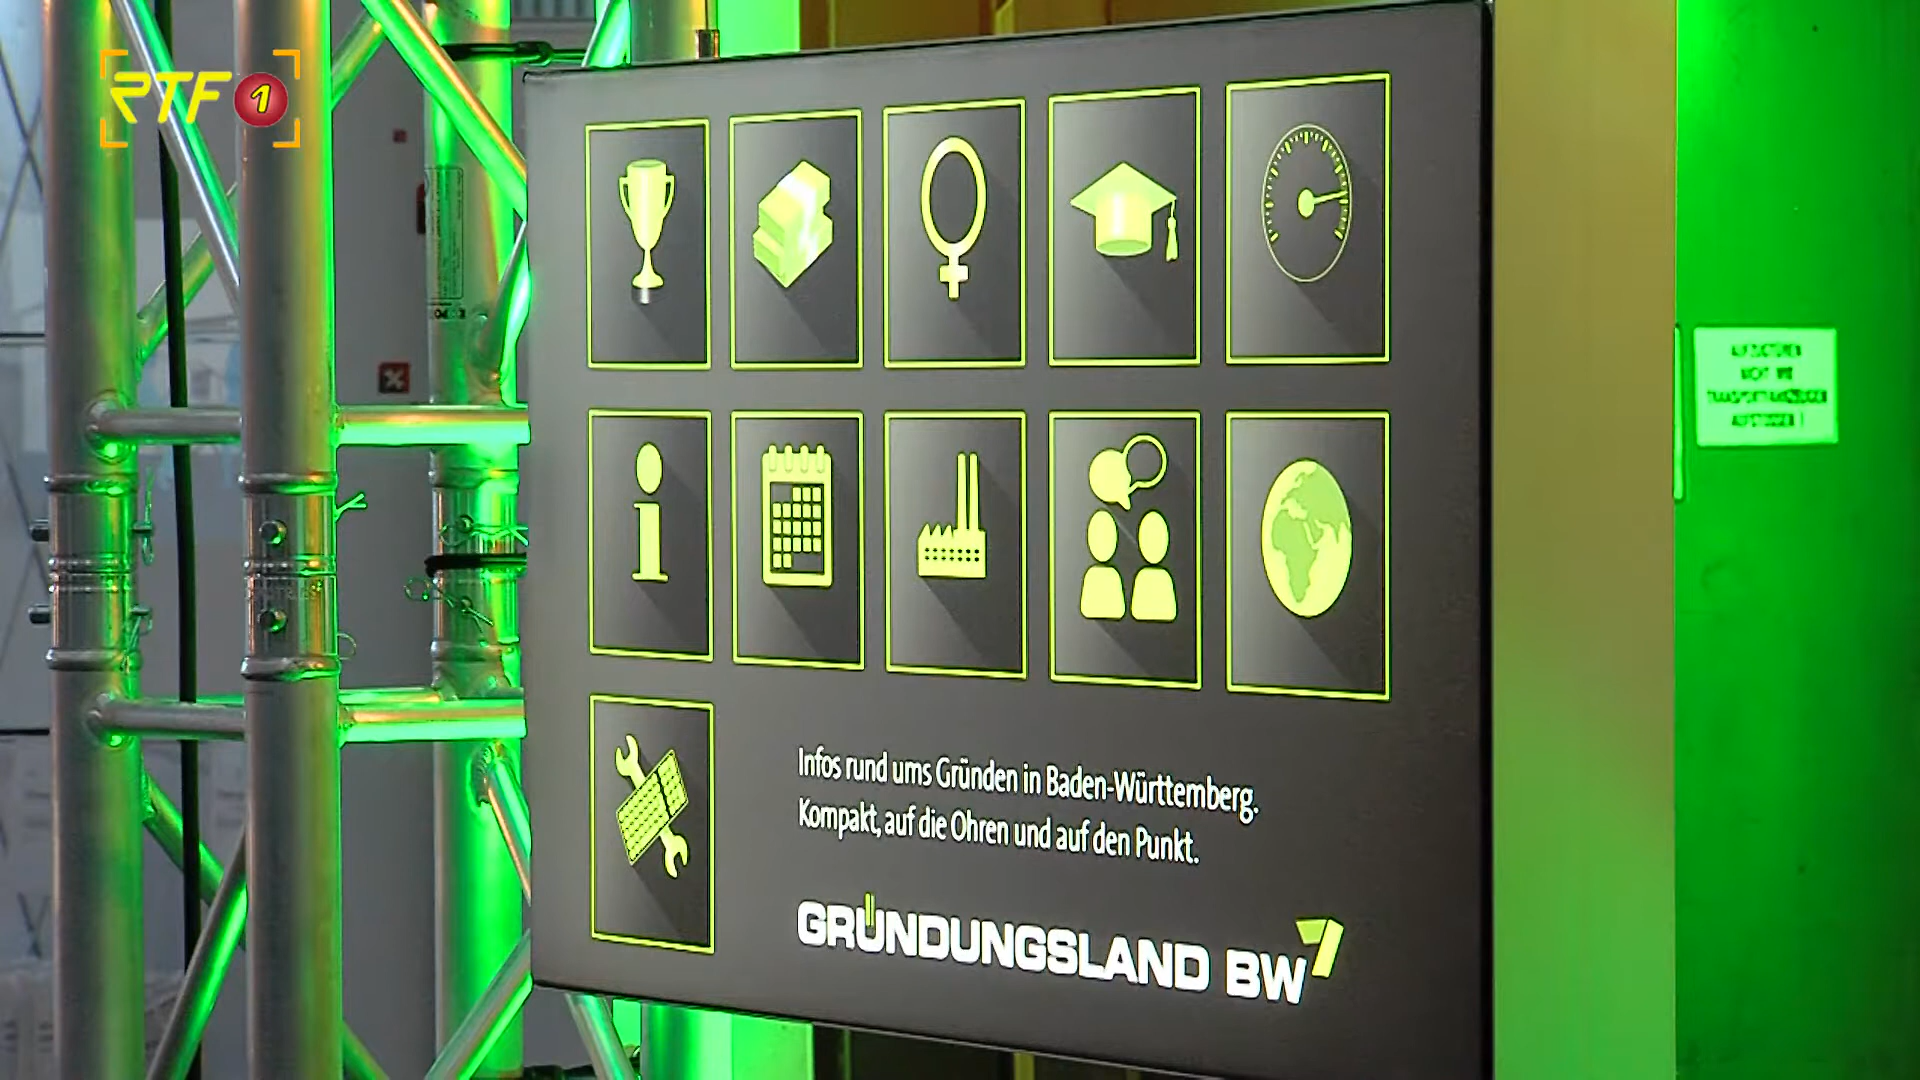 RTF 1
Infos rund ums Gründen in Baden-Württemberg.
Kompakt, auf die Ohren und auf den Punkt.
GRÜNDUNGSLAND BW